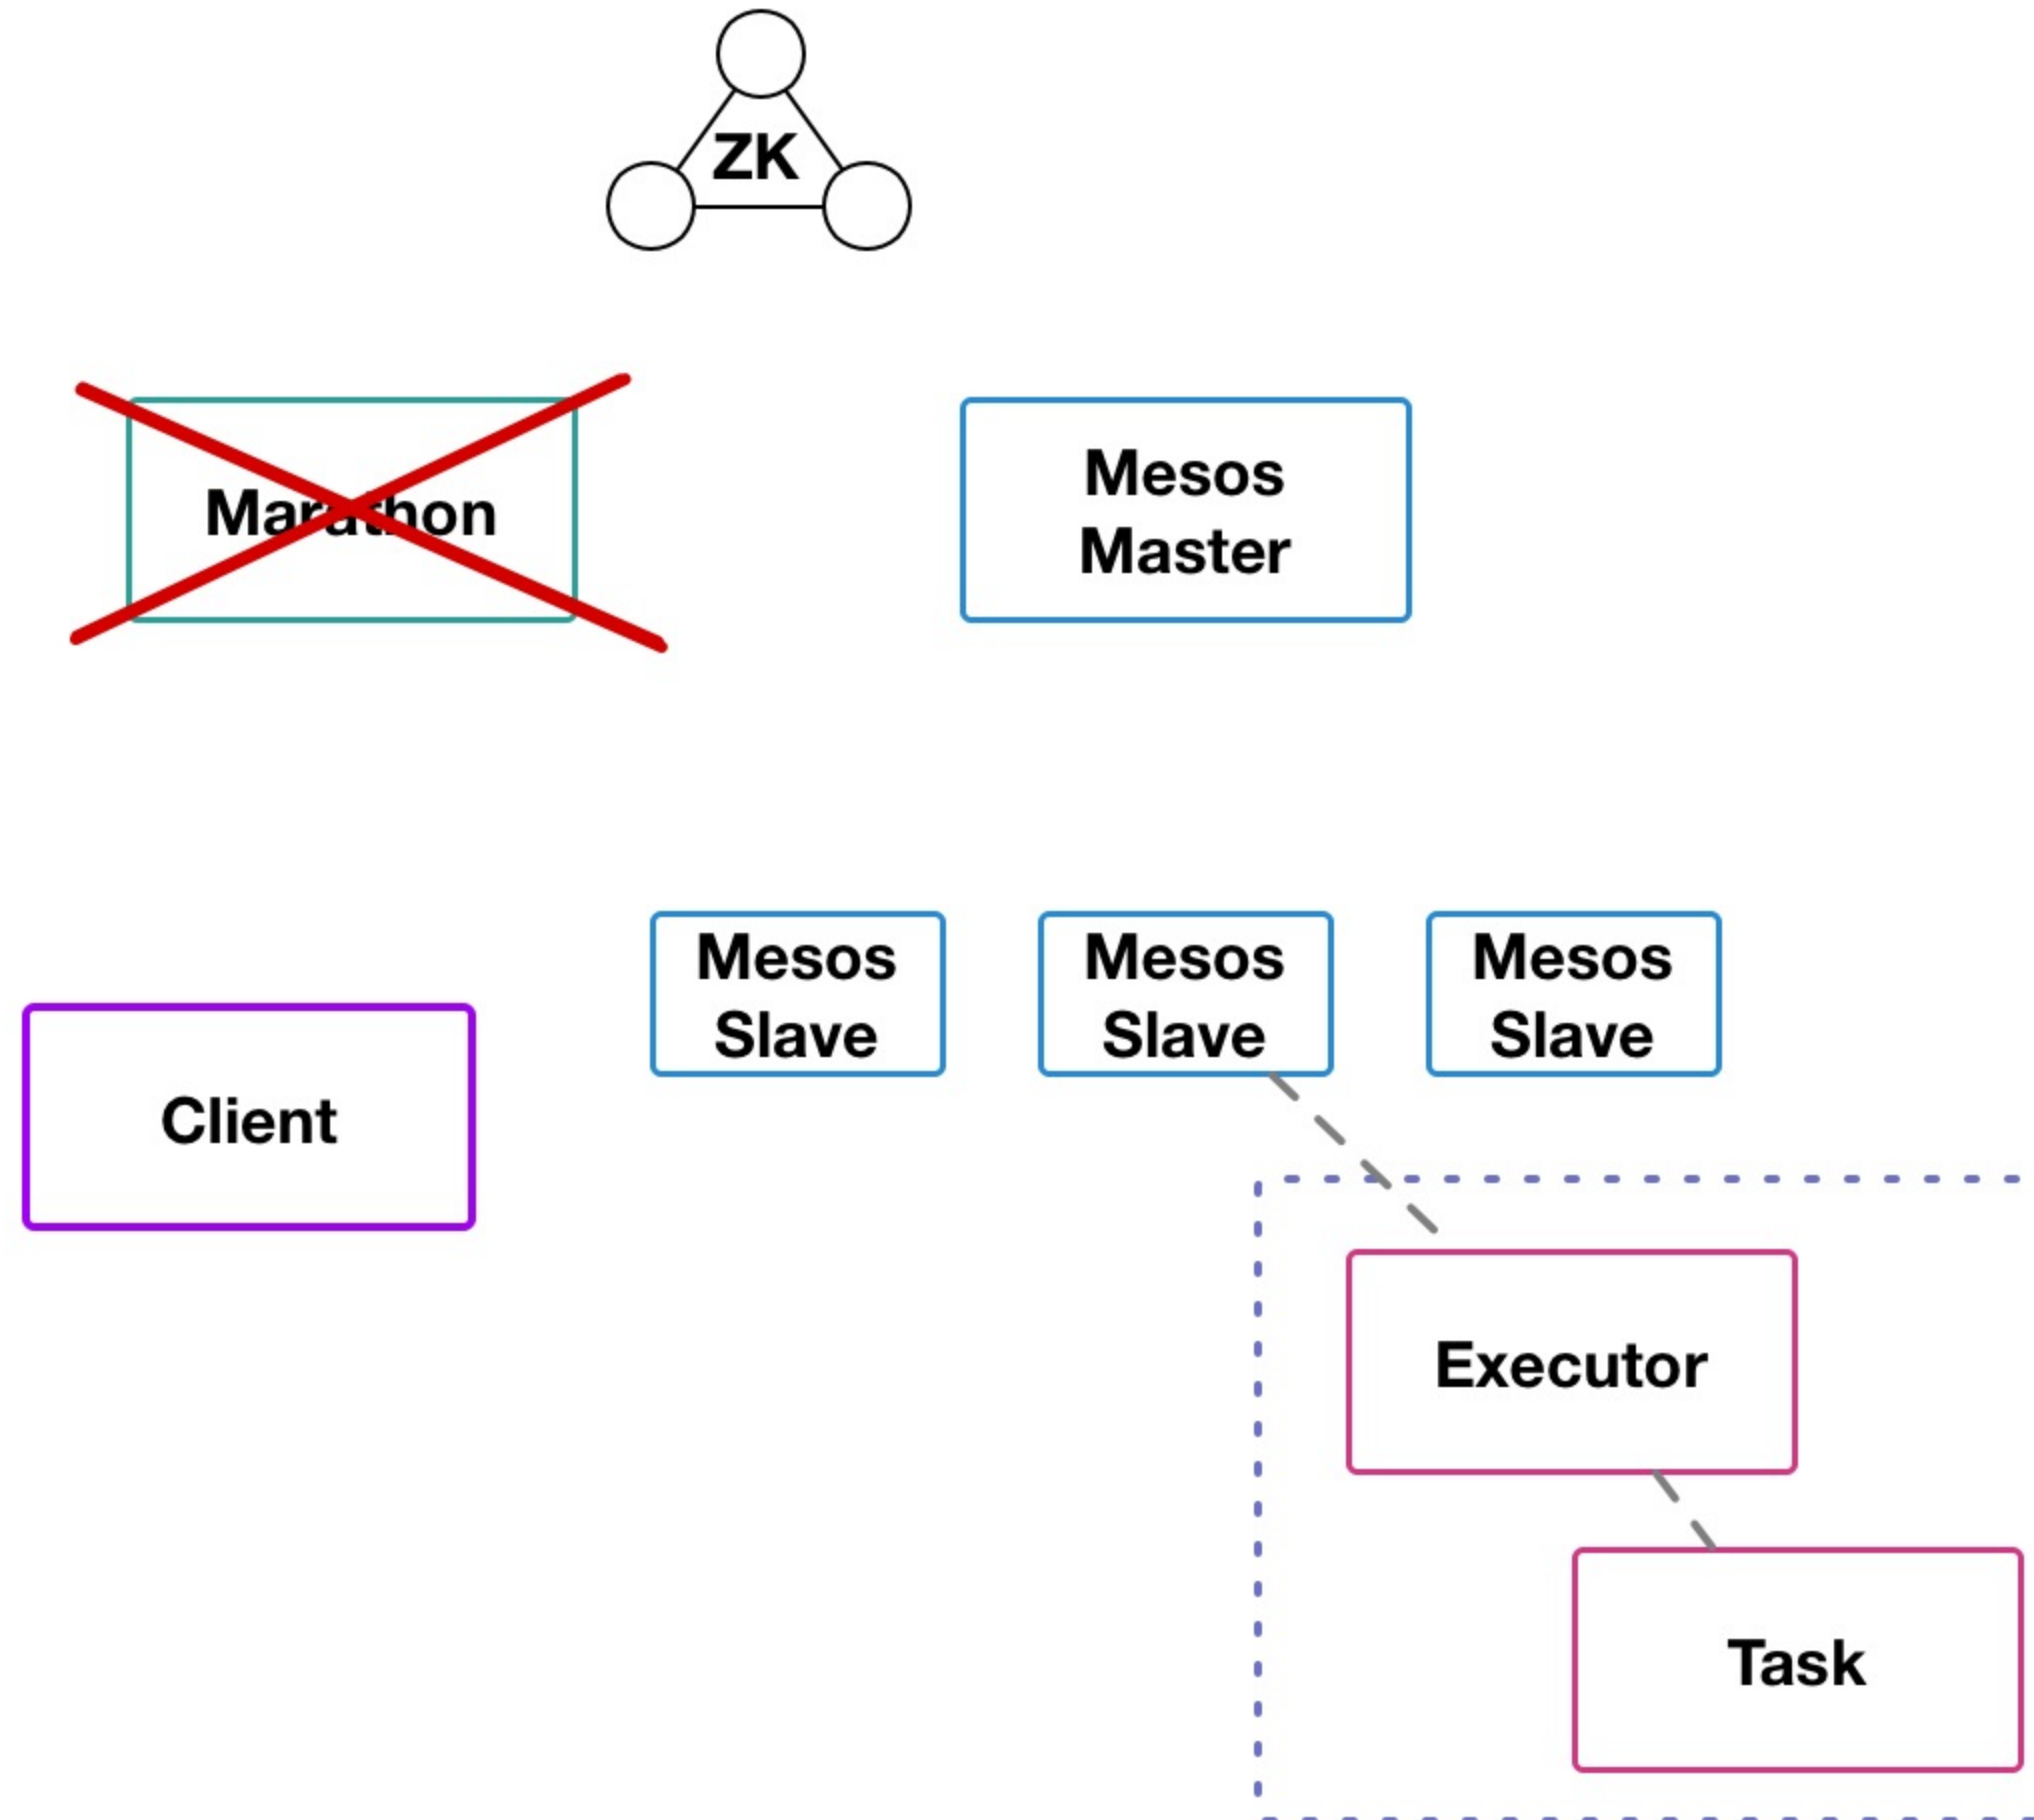 ZK
Marathon
Mesos
Master
Mesos
Slave
Mesos
Slave
Mesos
Slave
Client
Executor
Task